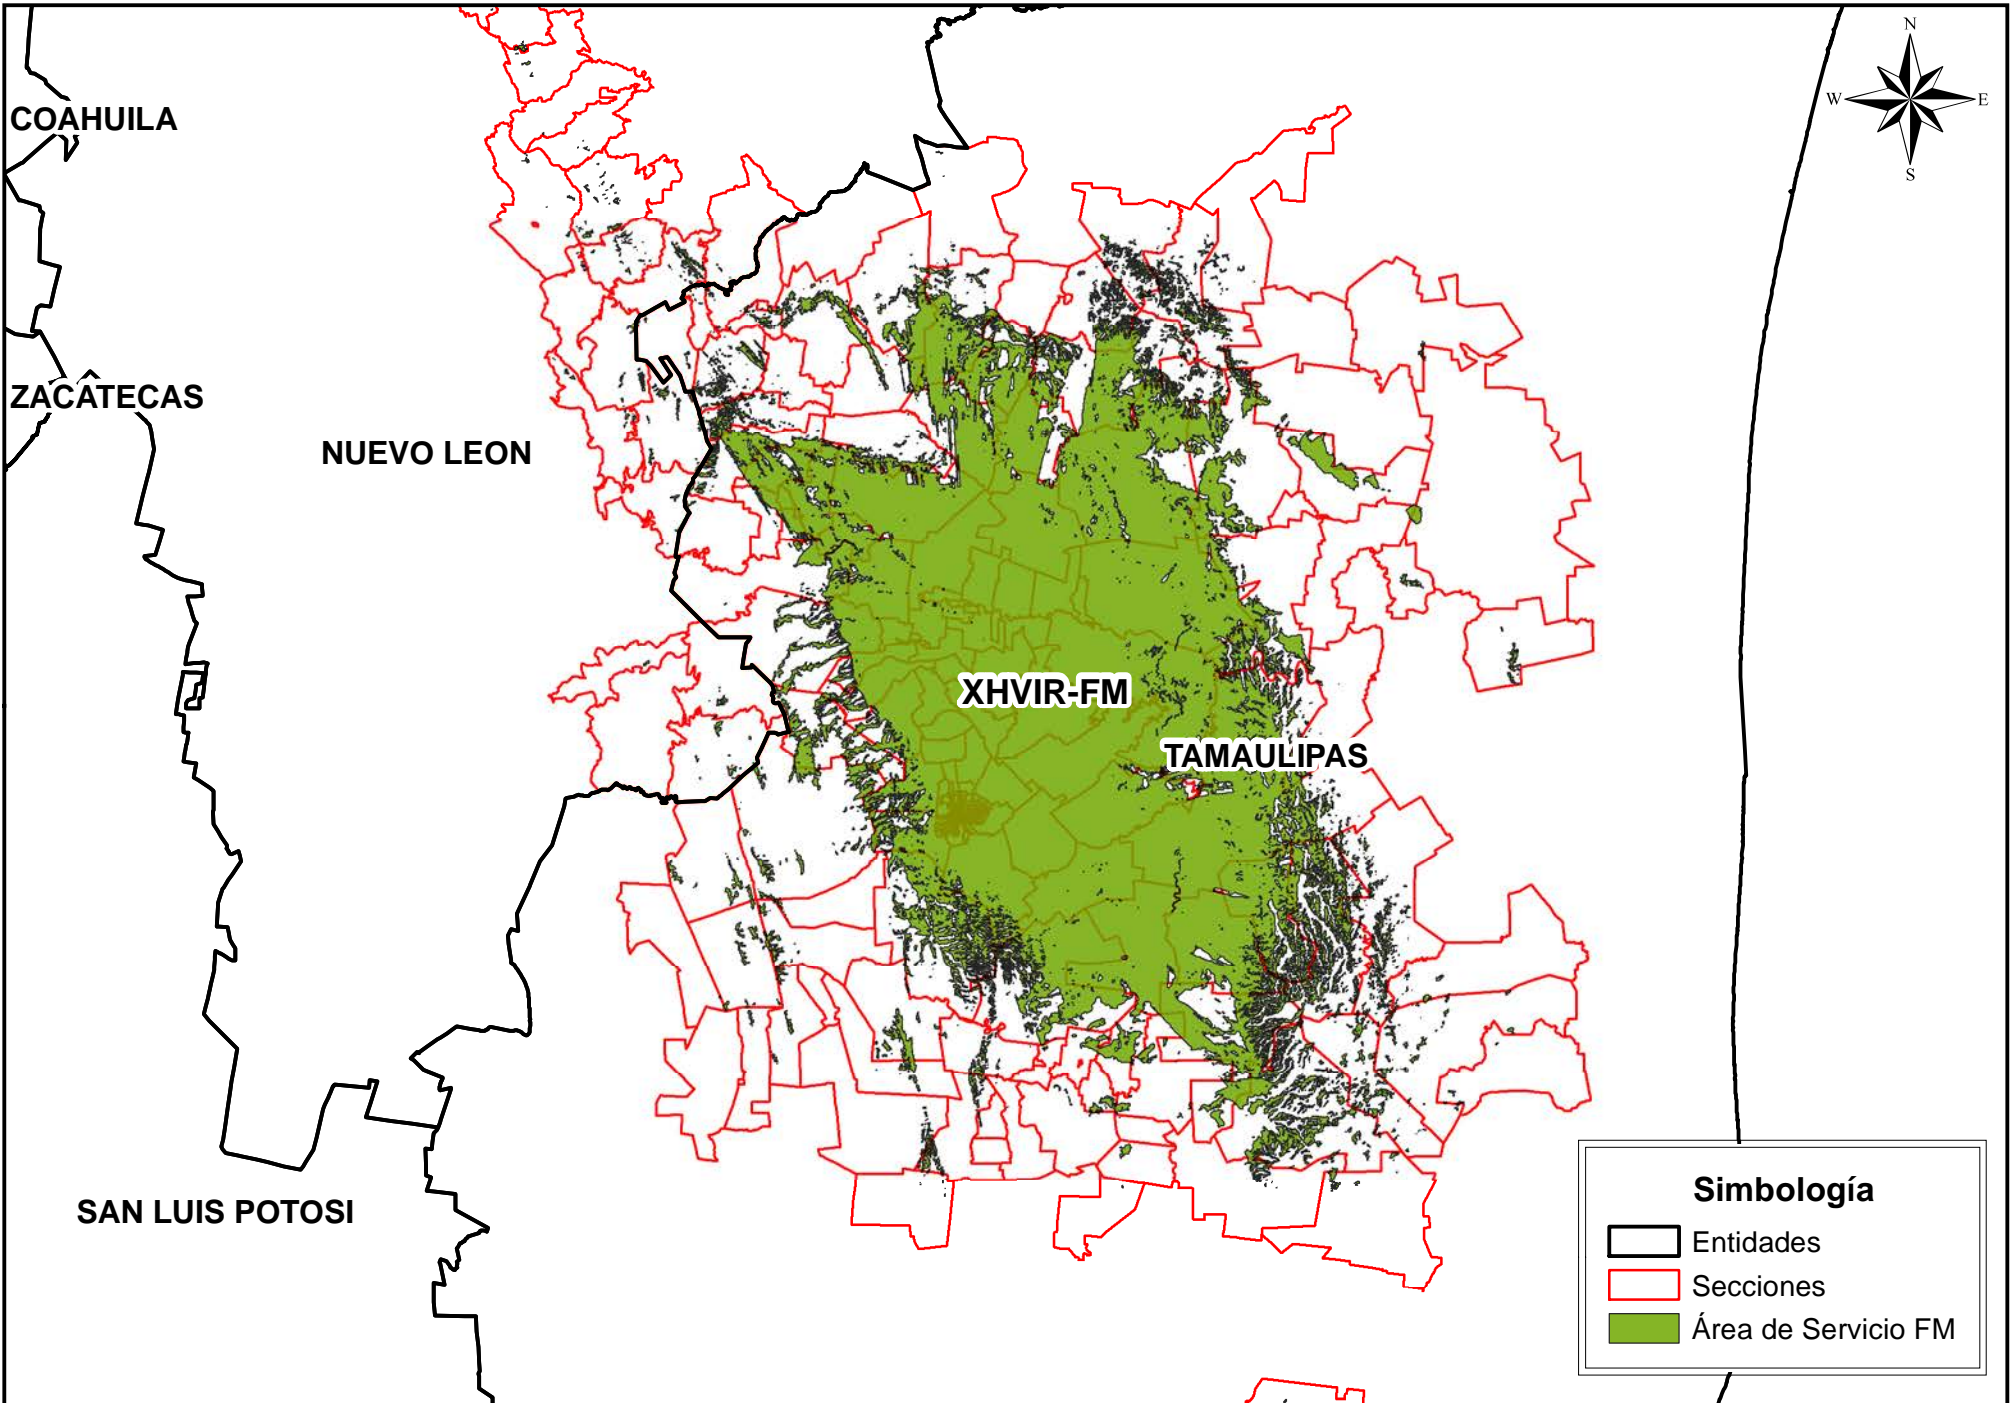 N
W
E
S
COAHUILA
ZACATECAS
NUEVO LEON
XHVIR-FM
TAMAULIPAS
SAN LUIS POTOSI
Simbología
Entidades
Secciones
Área de Servicio FM